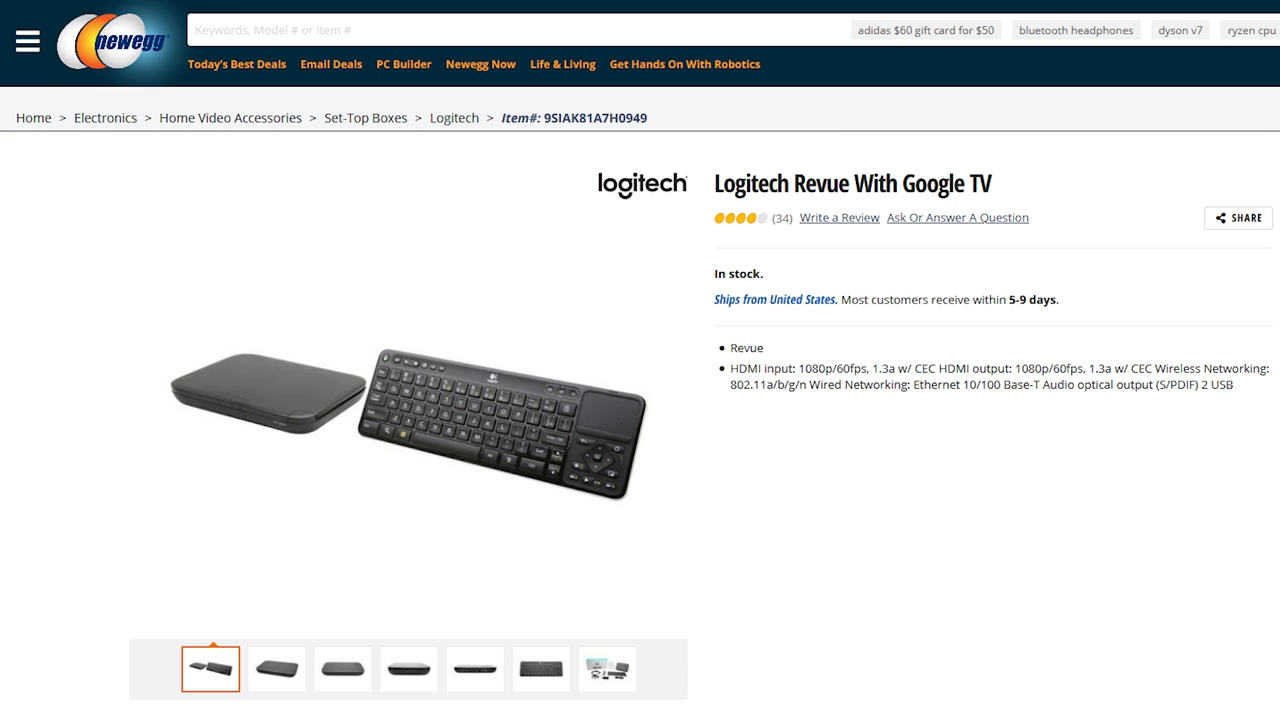 newegg
Keywords, Model # or Item #
adidas $60 gift card for $50
bluetooth headphones
dyson v7
ryzen cpu
Today's Best Deals
Email Deals
PC Builder
Newegg Now
Life & Living
Get Hands On With Robotics
Home > Electronics > Home Video Accessories > Set-Top Boxes > Logitech > Item#: 9SIAK81A7H0949
logitech
Logitech Revue With Google TV
(34) Write a Review Ask Or Answer A Question
SHARE
In stock.
Ships from United States. Most customers receive within 5-9 days.
Revue
HDMI input: 1080p/60fps, 1.3a w/ CEC HDMI output: 1080p/60fps, 1.3a w/ CEC Wireless Networking:
802.11a/b/g/n Wired Networking: Ethernet 10/100 Base-T Audio optical output (S/PDIF) 2 USB